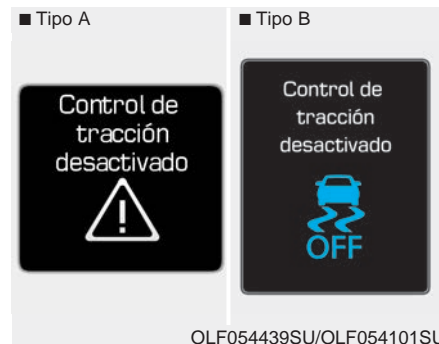 ■ Tipo A
■ Tipo B
Control de
tracción
desactivado
Control de
tracción
desactivado
OFF
OLF054439SU/OLF054101SU